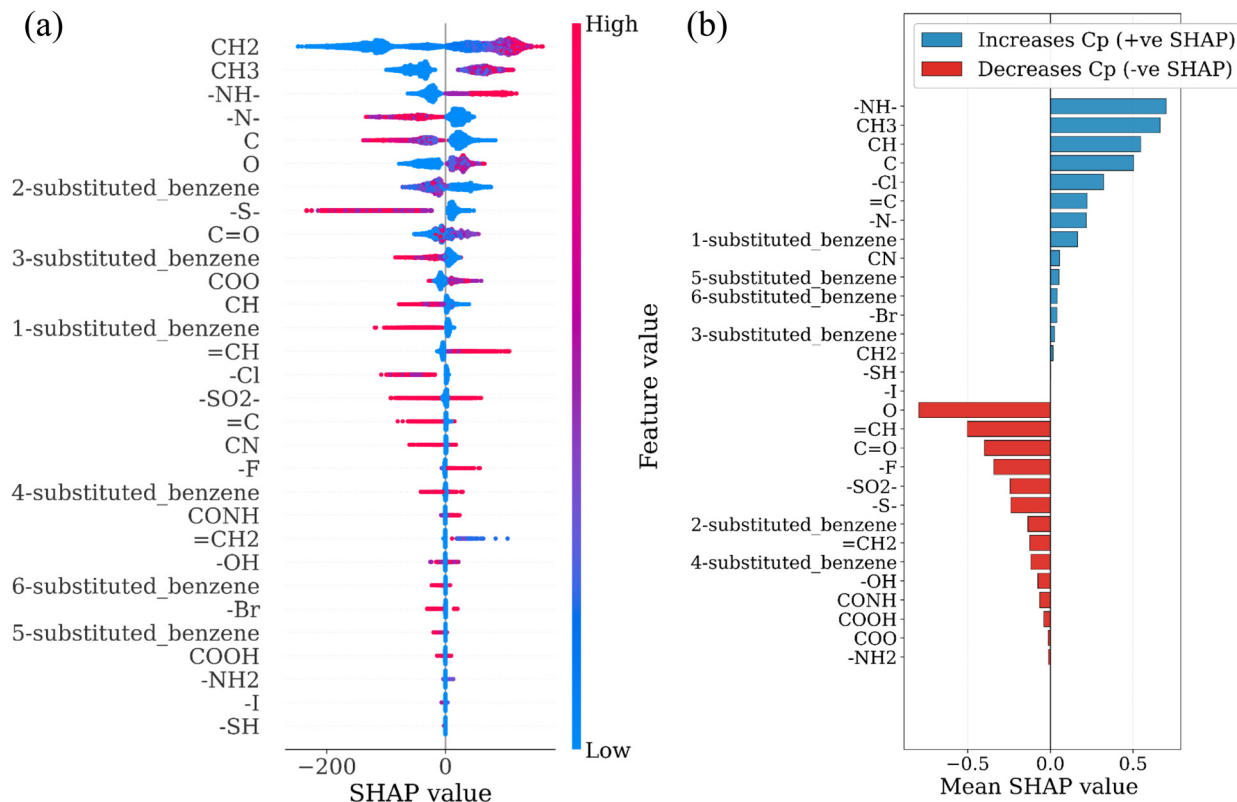 (a)
High
CH2
CH3
-NH-
-N-
C
O
2-substituted_benzene
-S-
C=O
3-substituted_benzene
COO
CH
1-substituted_benzene
=CH
-Cl
-SO2-
=C
CN
-F
4-substituted_benzene
CONH
=CH2
-OH
6-substituted_benzene
-Br
5-substituted_benzene
COOH
-NH2
-I
-SH
Low
Feature value
−200
0
SHAP value
(b)
Increases Cp (+ve SHAP)
Decreases Cp (-ve SHAP)
-NH-
CH3
CH
C
-Cl
=C
-N-
1-substituted_benzene
CN
5-substituted_benzene
6-substituted_benzene
-Br
3-substituted_benzene
CH2
-SH
-I
O
=CH
C=O
-F
-SO2-
-S-
2-substituted_benzene
=CH2
4-substituted_benzene
-OH
CONH
COOH
COO
-NH2
−0.5
0.0
0.5
Mean SHAP value